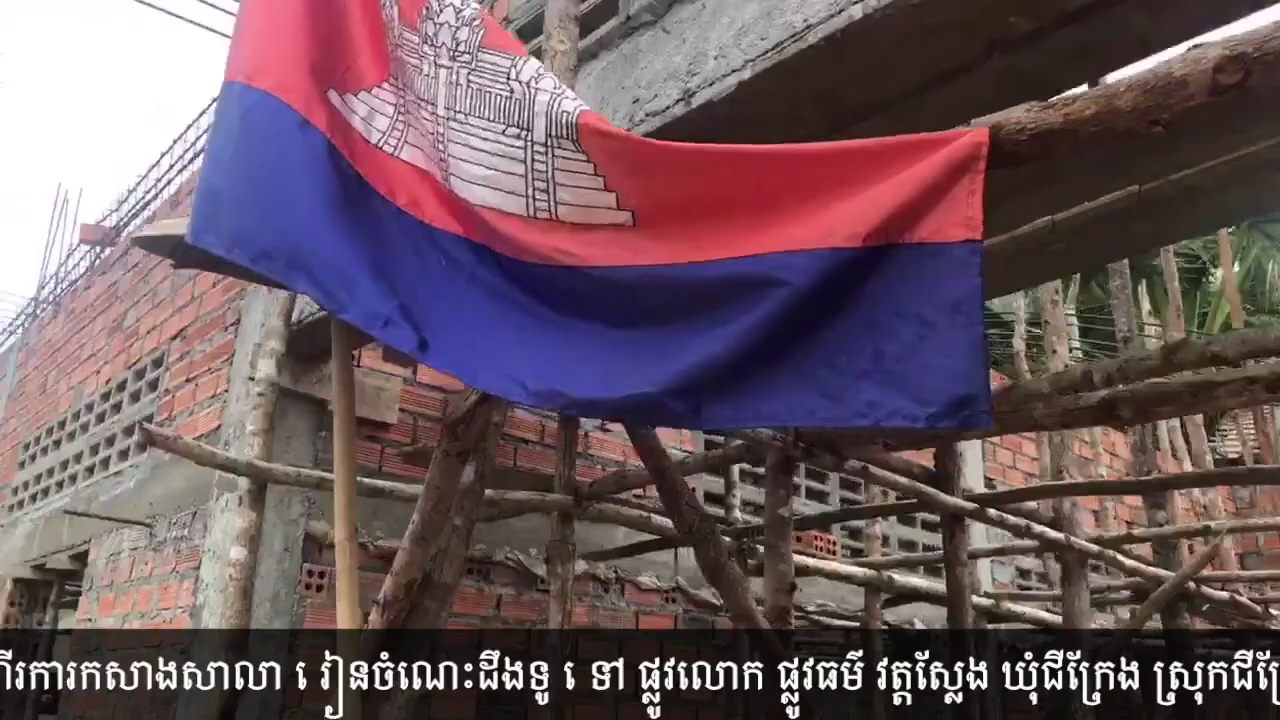 ការកសាងសាលា រៀនចំណេះដឹងទូ ទៅ ផ្លូវលោក ផ្លូវធម៌ វត្តស្លែង ឃុំជីក្រែង ស្រុក